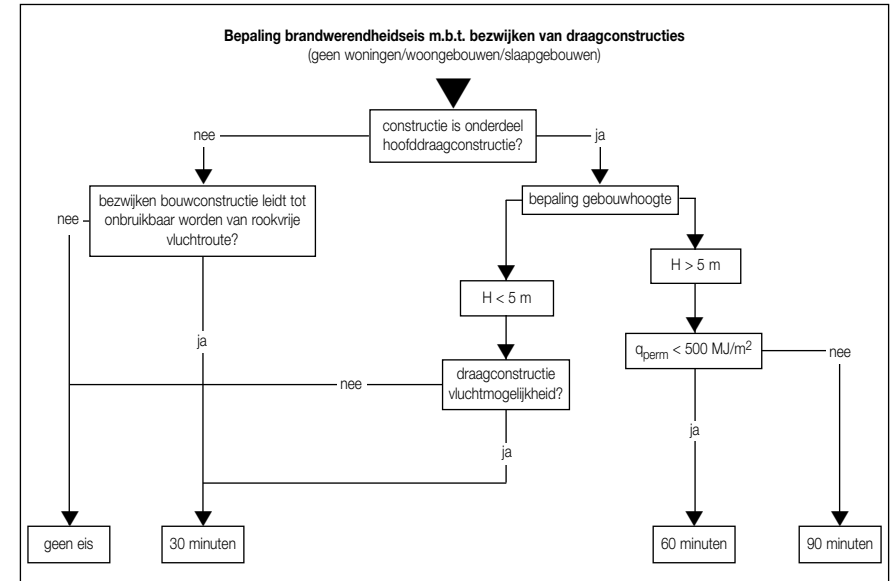 Bepaling brandwerendheidseis m.b.t. bezwijken van draagconstructies
(geen woningen/woongebouwen/slaapgebouwen)
constructie is onderdeel
hoofddraagconstructie?
nee
ja
bezwijken bouwconstructie leidt tot
onbruikbaar worden van rookvrije
vluchtroute?
nee
bepaling gebouwhoogte
H > 5 m
H < 5 m
ja
qperm < 500 MJ/m²
nee
draagconstructie
vluchtmogelijkheid?
nee
ja
ja
geen eis
30 minuten
60 minuten
90 minuten